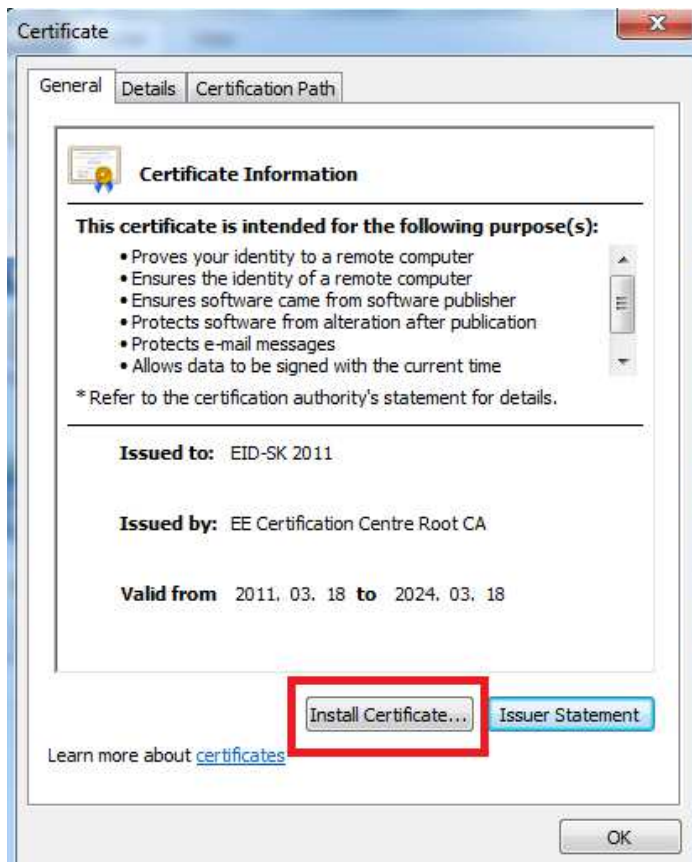 Certificate
General Details Certification Path
Certificate Information
This certificate is intended for the following purpose(s):
• Proves your identity to a remote computer
• Ensures the identity of a remote computer
• Ensures software came from software publisher
• Protects software from alteration after publication
• Protects e-mail messages
• Allows data to be signed with the current time
* Refer to the certification authority's statement for details.
Issued to: EID-SK 2011
Issued by: EE Certification Centre Root CA
Valid from 2011. 03. 18 to 2024. 03. 18
Install Certificate... Issuer Statement
Learn more about certificates
OK